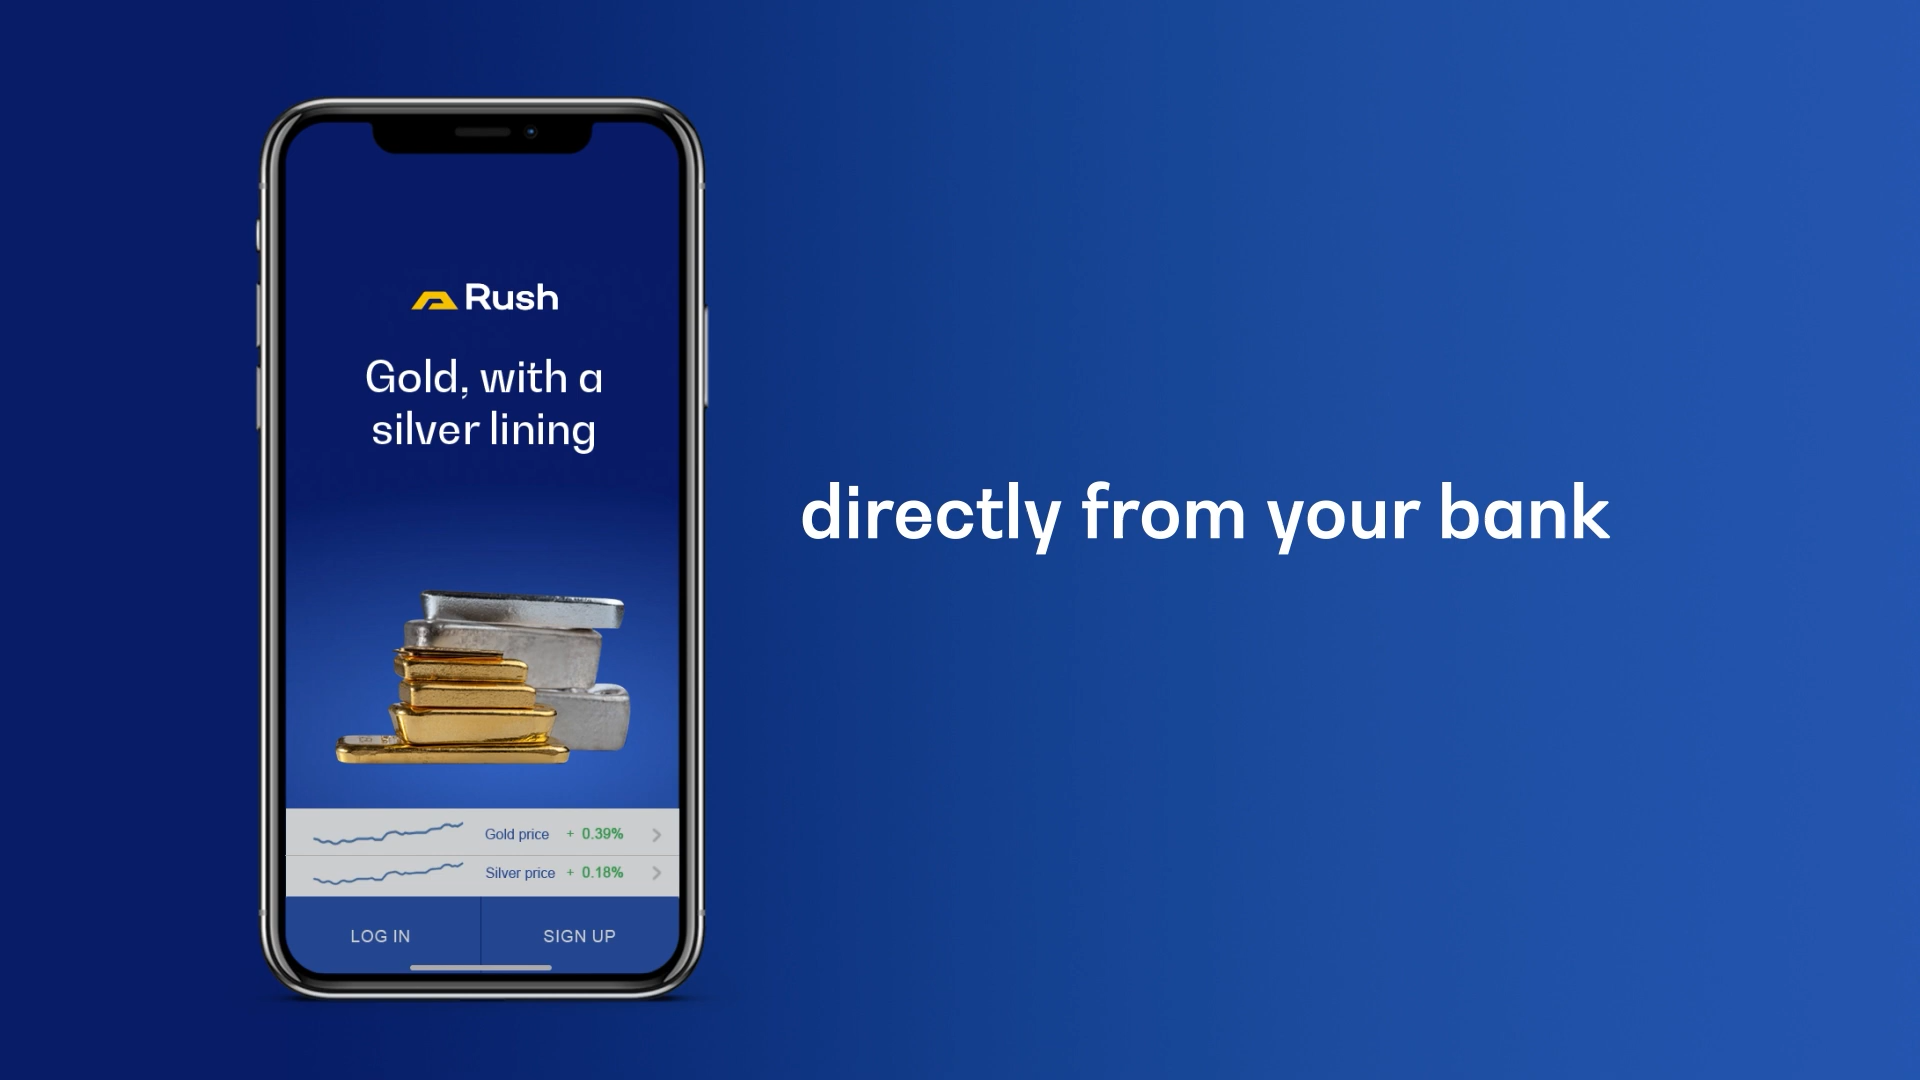 Rush
Gold, with a
silver lining
directly from your bank
Gold price + 0.39%
Silver price + 0.18%
LOG IN
SIGN UP